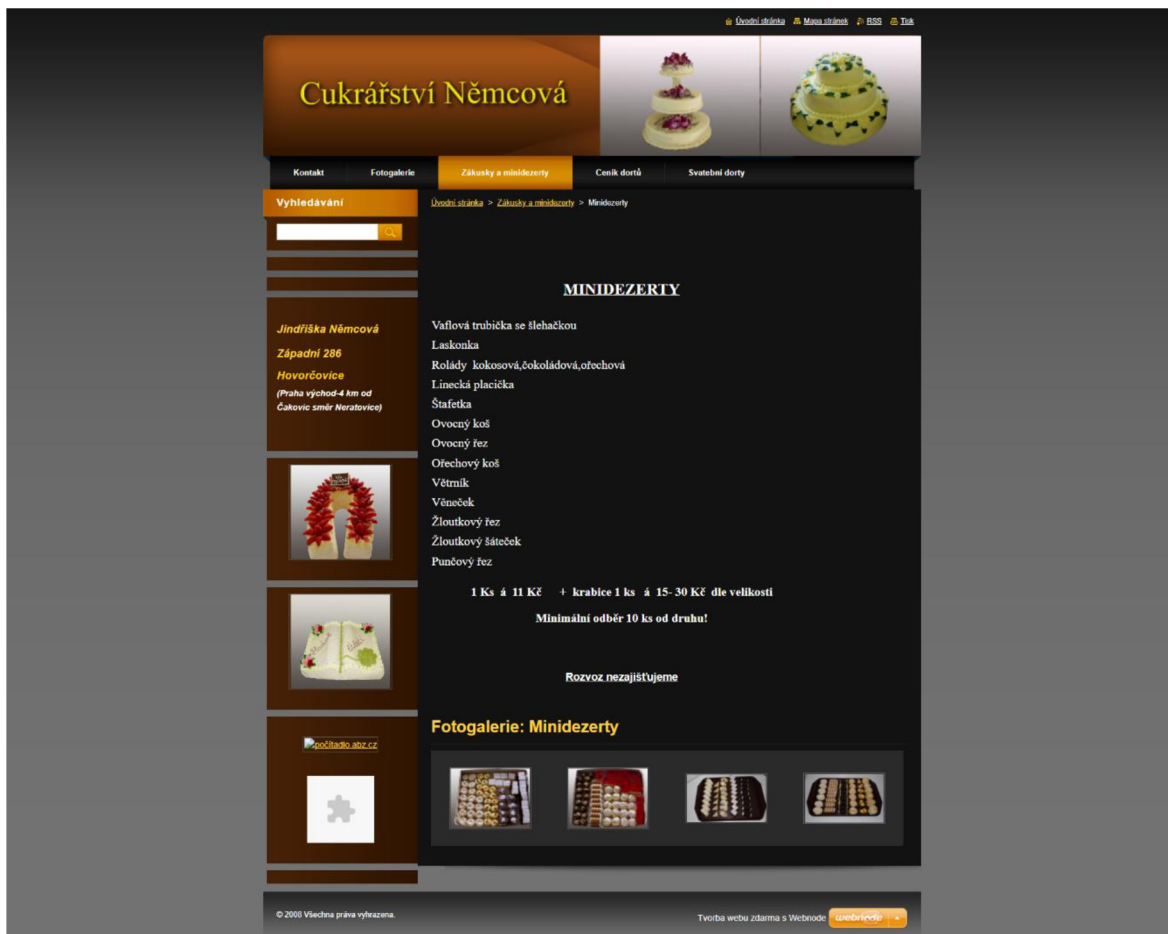 Úvodní stránka Mapa stránek RSS Tisk
Cukrářství Němcová
Kontakt Fotogalerie Zákusky a minidezerty Ceník dortů Svatební dorty
Vyhledávání
Úvodní stránka > Zákusky a minidezerty > Minidezerty
MINIDEZERTY
Vaflová trubička se šlehačkou
Laskonka
Rolády kokosová,čokoládová,ořechová
Linecká placička
Štafetka
Ovocný koš
Ovocný řez
Ořechový koš
Větrník
Věneček
Žloutkový řez
Žloutkový šáteček
Punčový řez
1 Ks á 11 Kč + krabice 1 ks á 15- 30 Kč dle velikosti
Minimální odběr 10 ks od druhu!
Rozvoz nezajišťujeme
Jindřiška Němcová
Západní 286
Hovorčovice
(Praha východ-4 km od
Čakovic směr Neratovice)
počítadlo.abz.cz
Fotogalerie: Minidezerty
© 2008 Všechna práva vyhrazena.
Tvorba webu zdarma s Webnode webnode